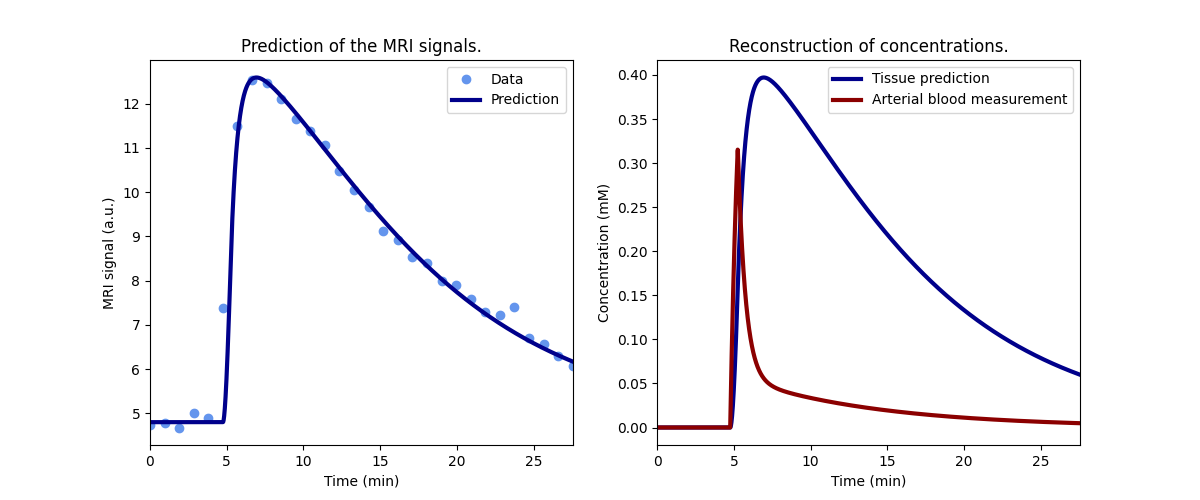 Prediction of the MRI signals.
MRI signal (a.u.)
12
11
10
9
8
7
6
5
0
5
10
15
20
25
Time (min)
Data
Prediction
Reconstruction of concentrations.
Concentration (mM)
0.40
0.35
0.30
0.25
0.20
0.15
0.10
0.05
0.00
0
5
10
15
20
25
Time (min)
Tissue prediction
Arterial blood measurement